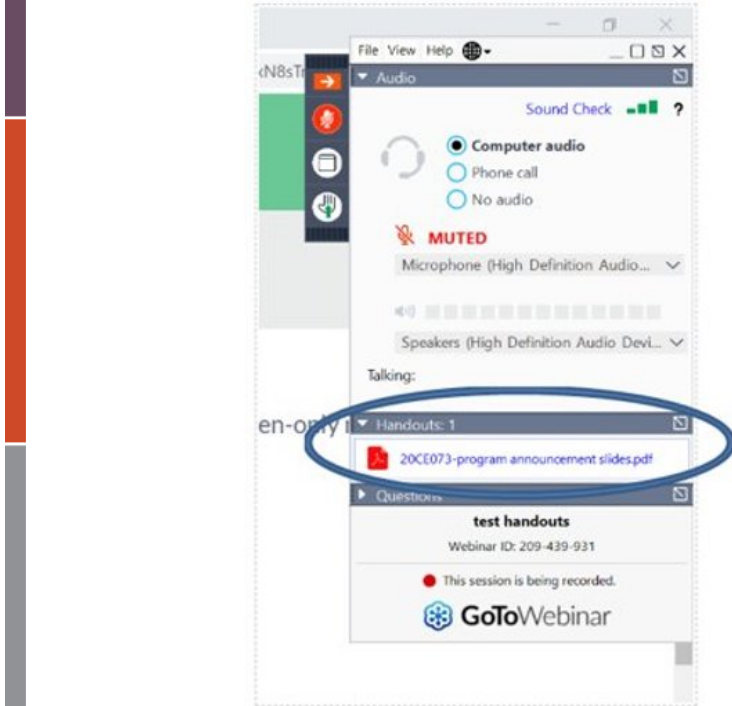 File View Help
Audio
Sound Check ?
Computer audio
Phone call
No audio
MUTED
Microphone (High Definition Audio...
Speakers (High Definition Audio Devi...
Talking:
en-only
Handouts: 1
20CE073-program announcement slides.pdf
Questions
test handouts
Webinar ID: 209-439-931
This session is being recorded.
GoToWebinar